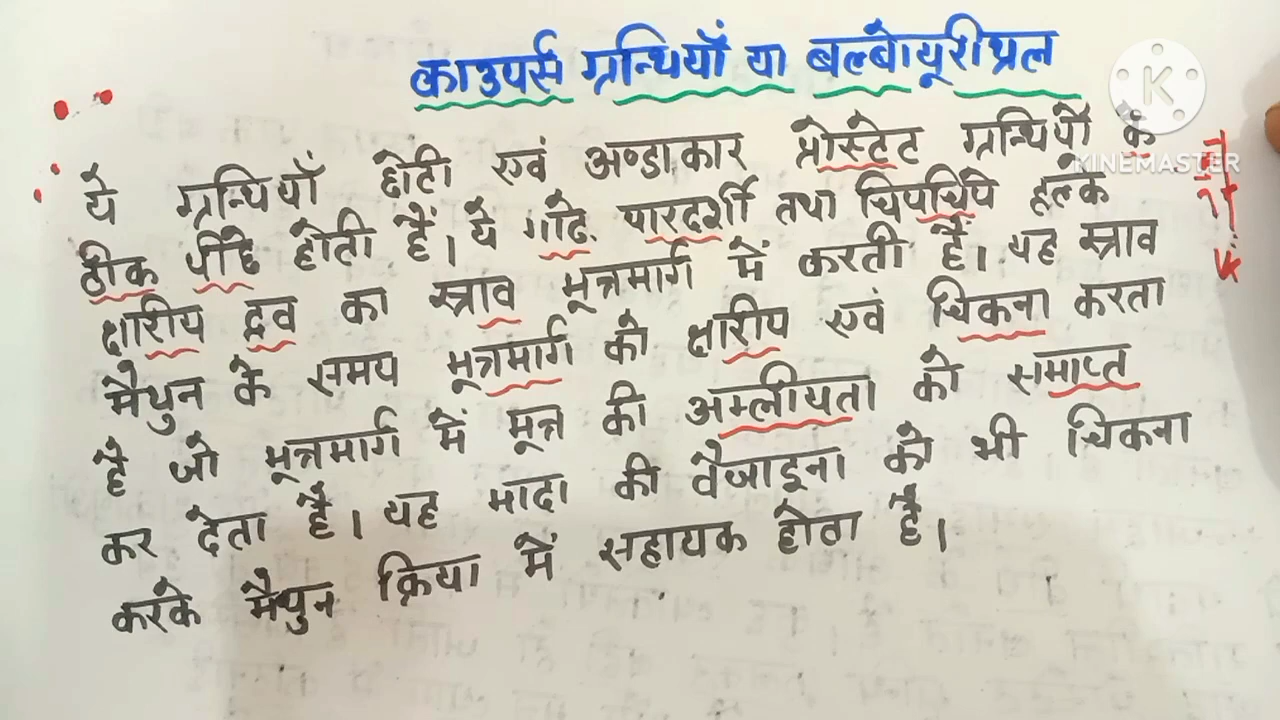 काउपर्स ग्रन्थियाँ या बल्बोयूरीथ्रल
ये ग्रन्थियाँ छोटी एवं अण्डाकार प्रोस्टेट ग्रन्थियों के
ठीक पीछे होती हैं। ये गाढे पारदर्शी तथा चिपचिपे हल्के
क्षारीय द्रव का स्त्राव मूत्रमार्ग में करती हैं। यह स्त्राव
मैथुन के समय मूत्रमार्ग को क्षारीय एवं चिकना करता
है जो मूत्रमार्ग में मूत्र की अम्लीयता को समाप्त
कर देता है। यह मादा की वैजाइना को भी चिकना
करके मैथुन क्रिया में सहायक होता है।
K
KINEMASTER